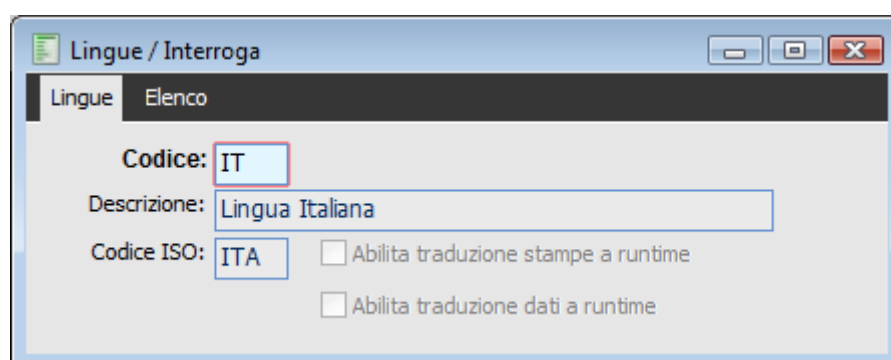 Lingue / Interroga
Lingue Elenco
Codice: IT
Descrizione: Lingua Italiana
Codice ISO: ITA Abilita traduzione stampe a runtime
Abilita traduzione dati a runtime